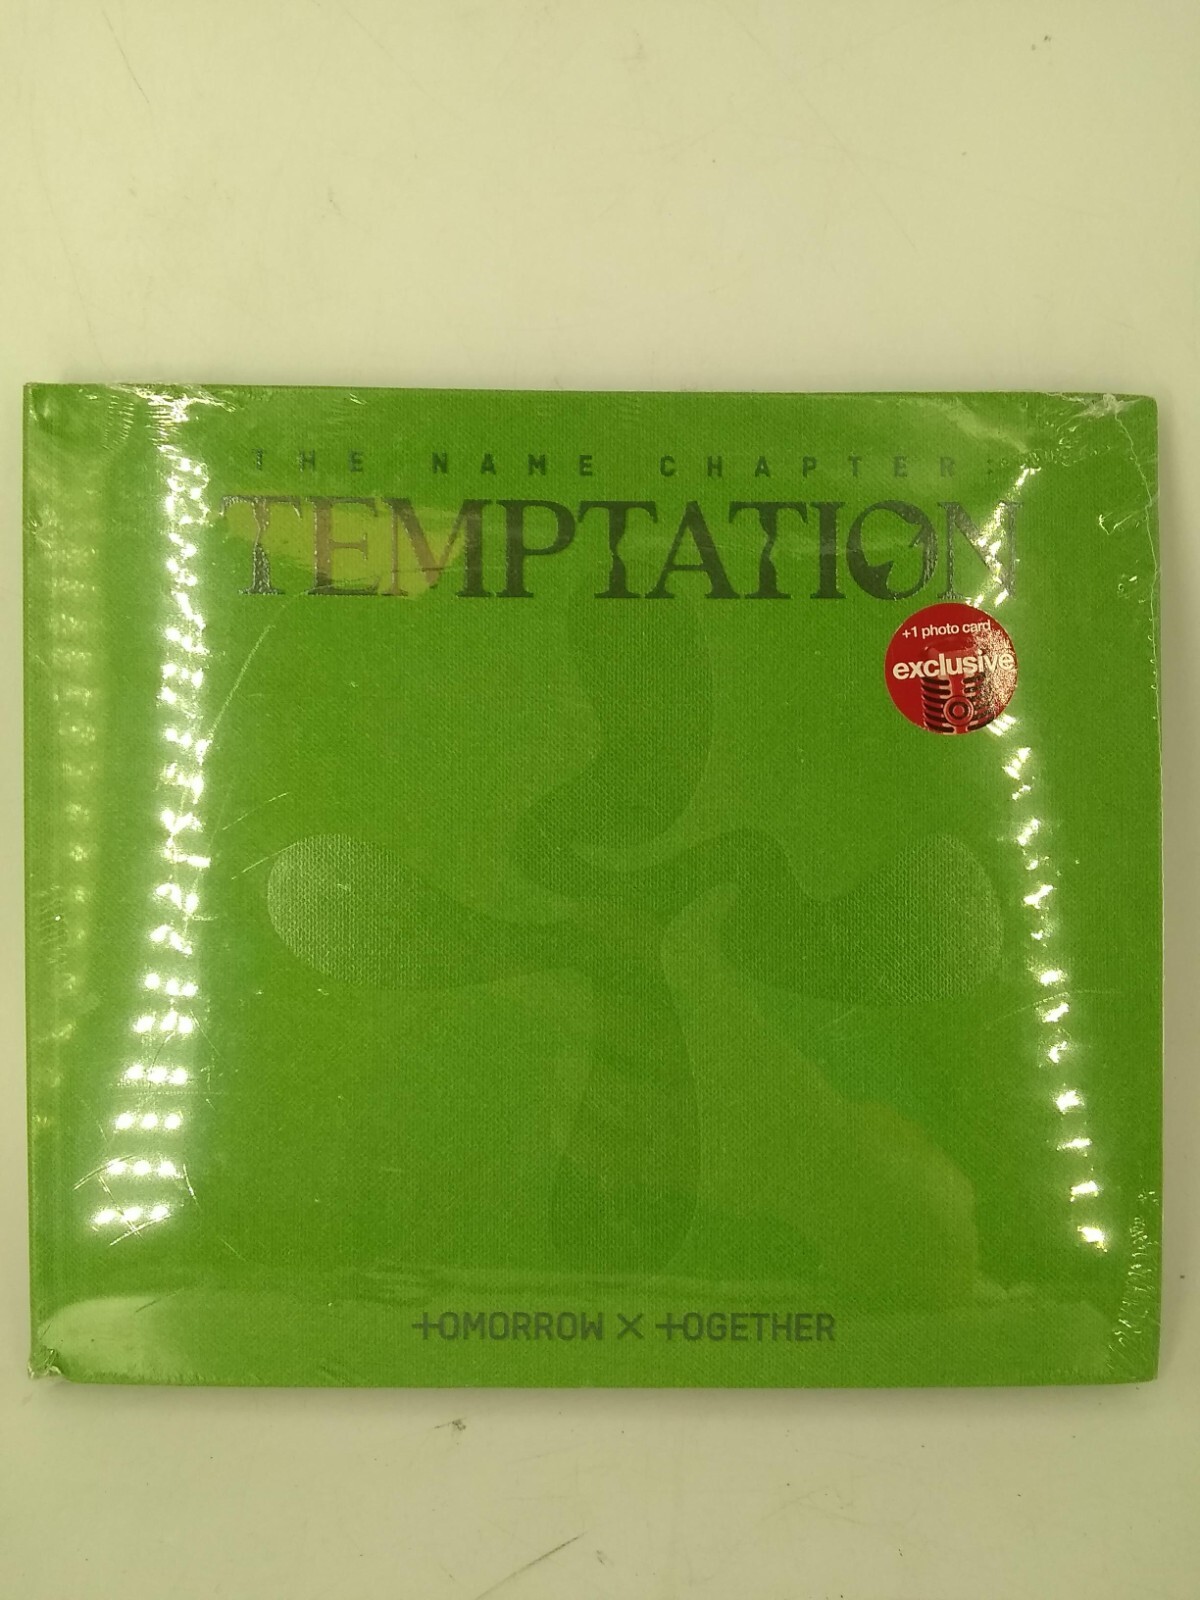 THE NAME CHAPTER:
TEMPTATION
+1 photo card
exclusive
TOMORROW X TOGETHER